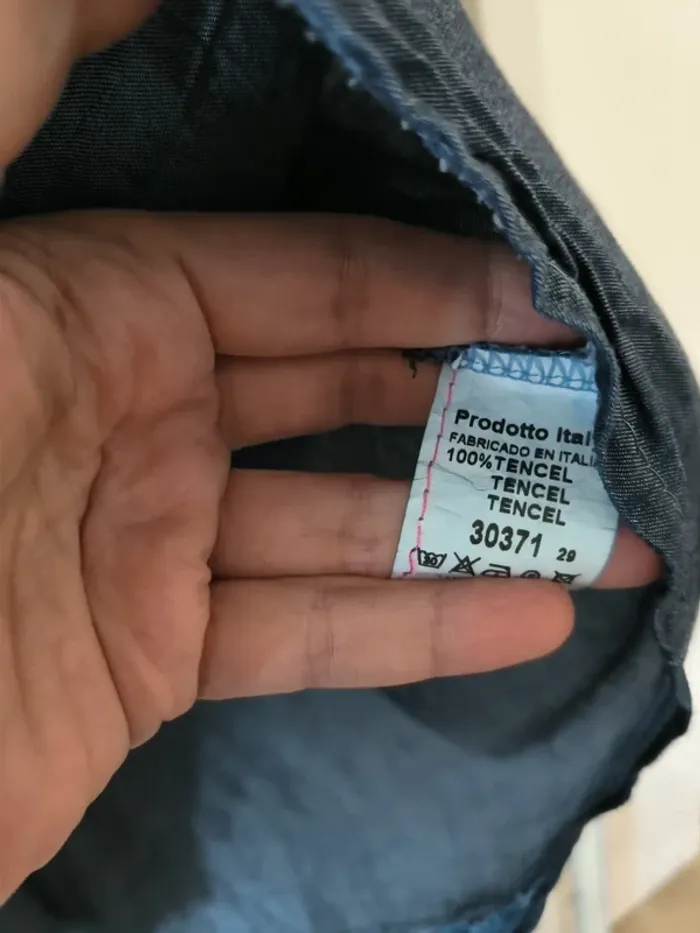 Prodotto Ital
FABRICADO EN ITALI
100%TENCEL
TENCEL
TENCEL
30371 29